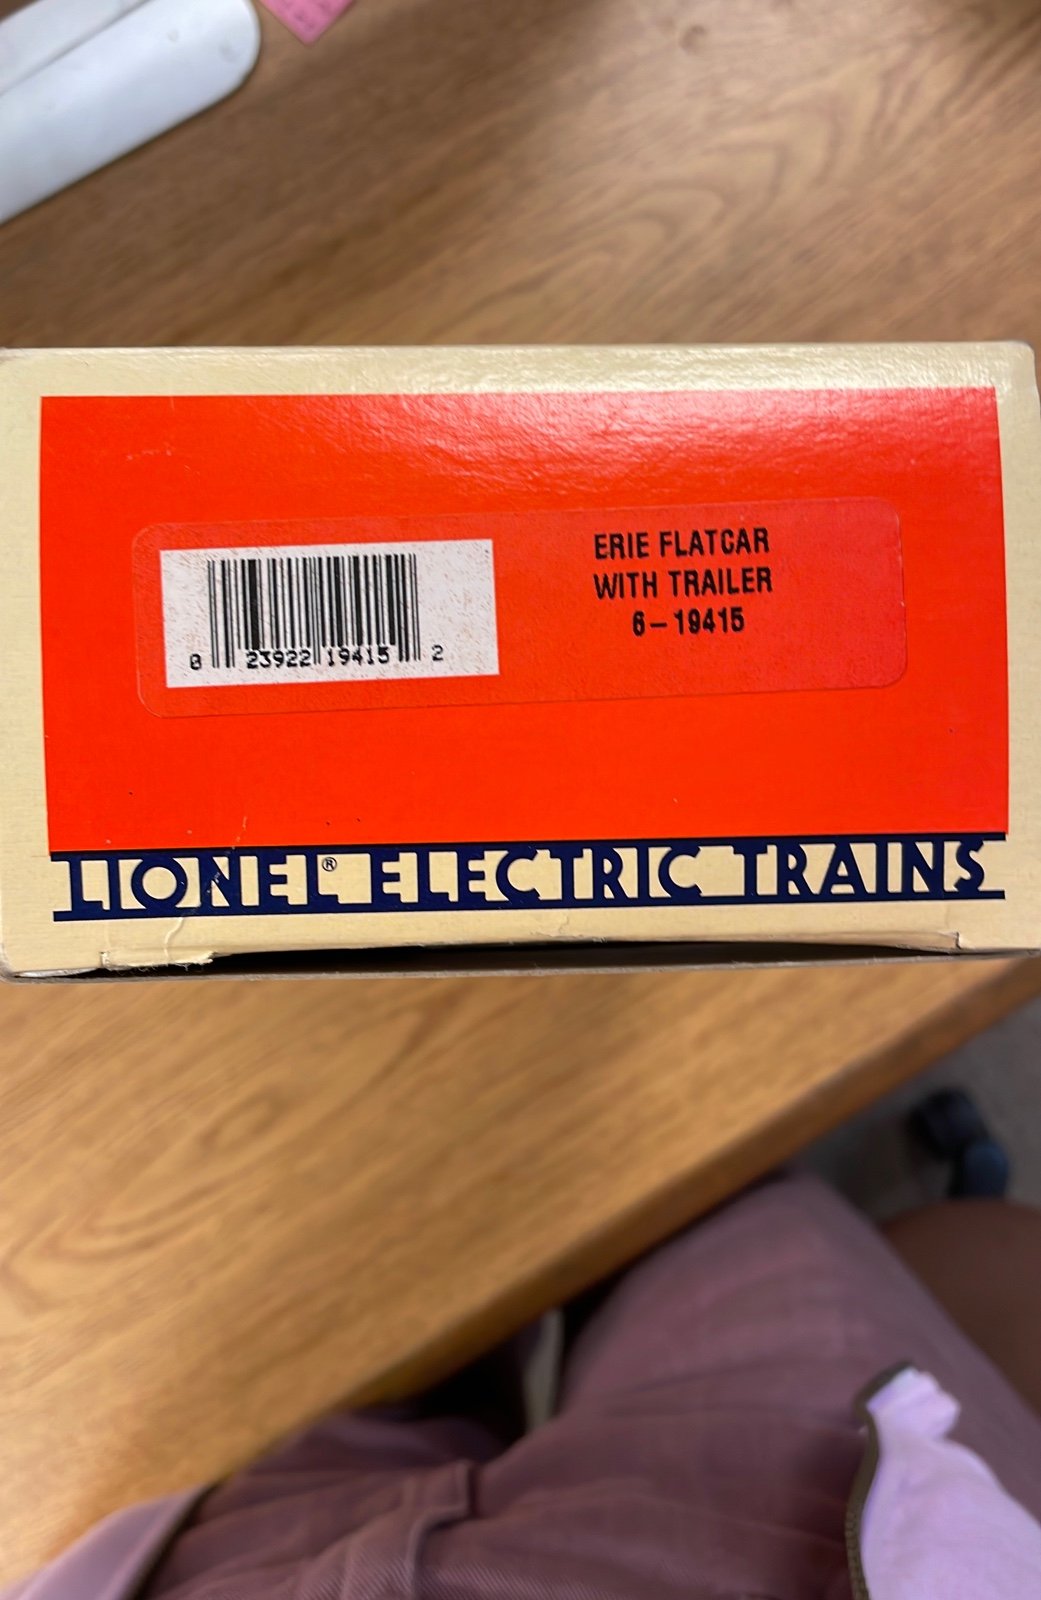 ERIE FLATCAR
WITH TRAILER
6-19415
0 23922 19415 2
LIONEL® ELECTRIC TRAINS